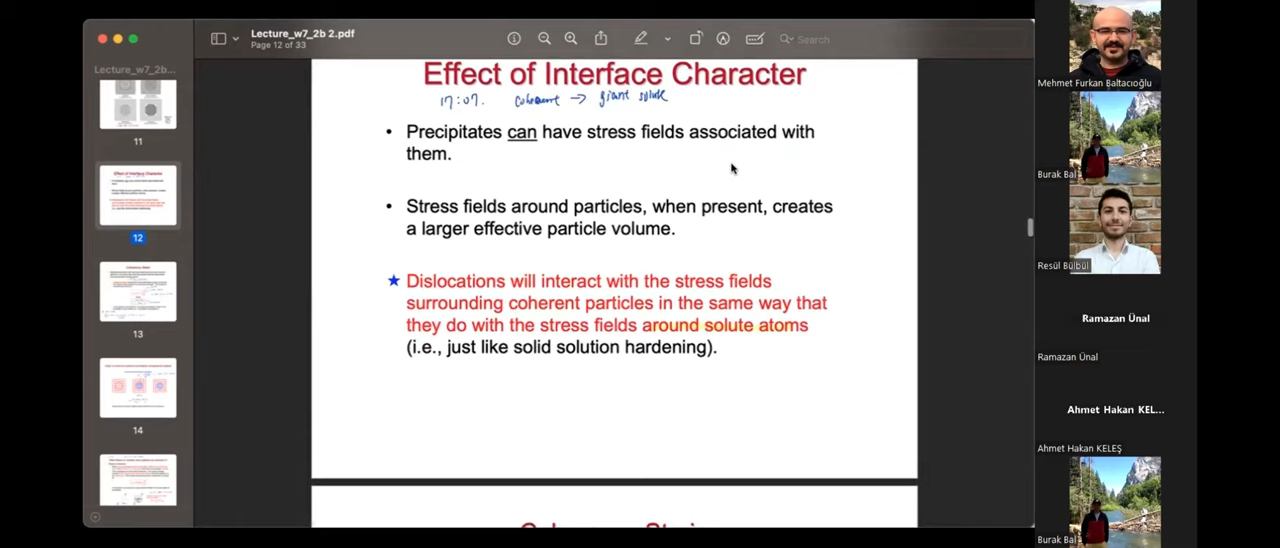 Lecture_w7_2b 2.pdf
Page 12 of 33
Search
Lecture_w7_2b...
11
12
13
14
Effect of Interface Character
17:07. coherent → giant solute
• Precipitates can have stress fields associated with
them.
• Stress fields around particles, when present, creates
a larger effective particle volume.
★ Dislocations will interact with the stress fields
surrounding coherent particles in the same way that
they do with the stress fields around solute atoms
(i.e., just like solid solution hardening).
Mehmet Furkan Baltacıoğlu
Burak Bal
Resül Bülbül
Ramazan Ünal
Ramazan Ünal
Ahmet Hakan KEL...
Ahmet Hakan KELEŞ
Burak Bal